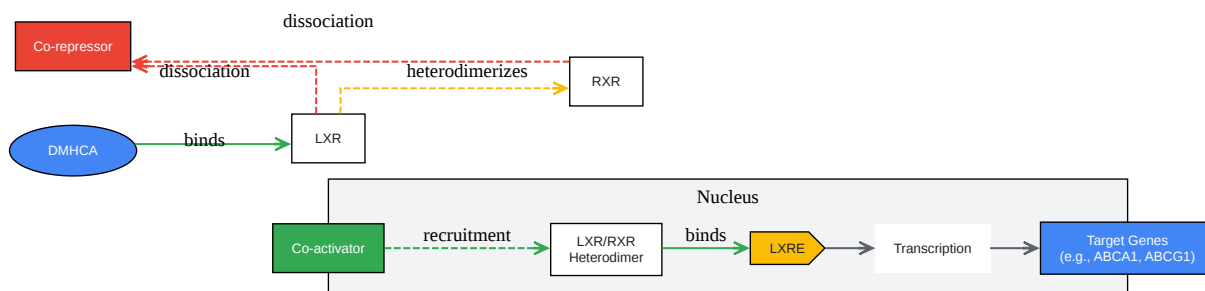 dissociation
Co-repressor
dissociation
heterodimerizes
RXR
DMHCA
binds
LXR
Nucleus
Co-activator
recruitment
LXR/RXR
Heterodimer
binds
LXRE
Transcription
Target Genes
(e.g., ABCA1, ABCG1)